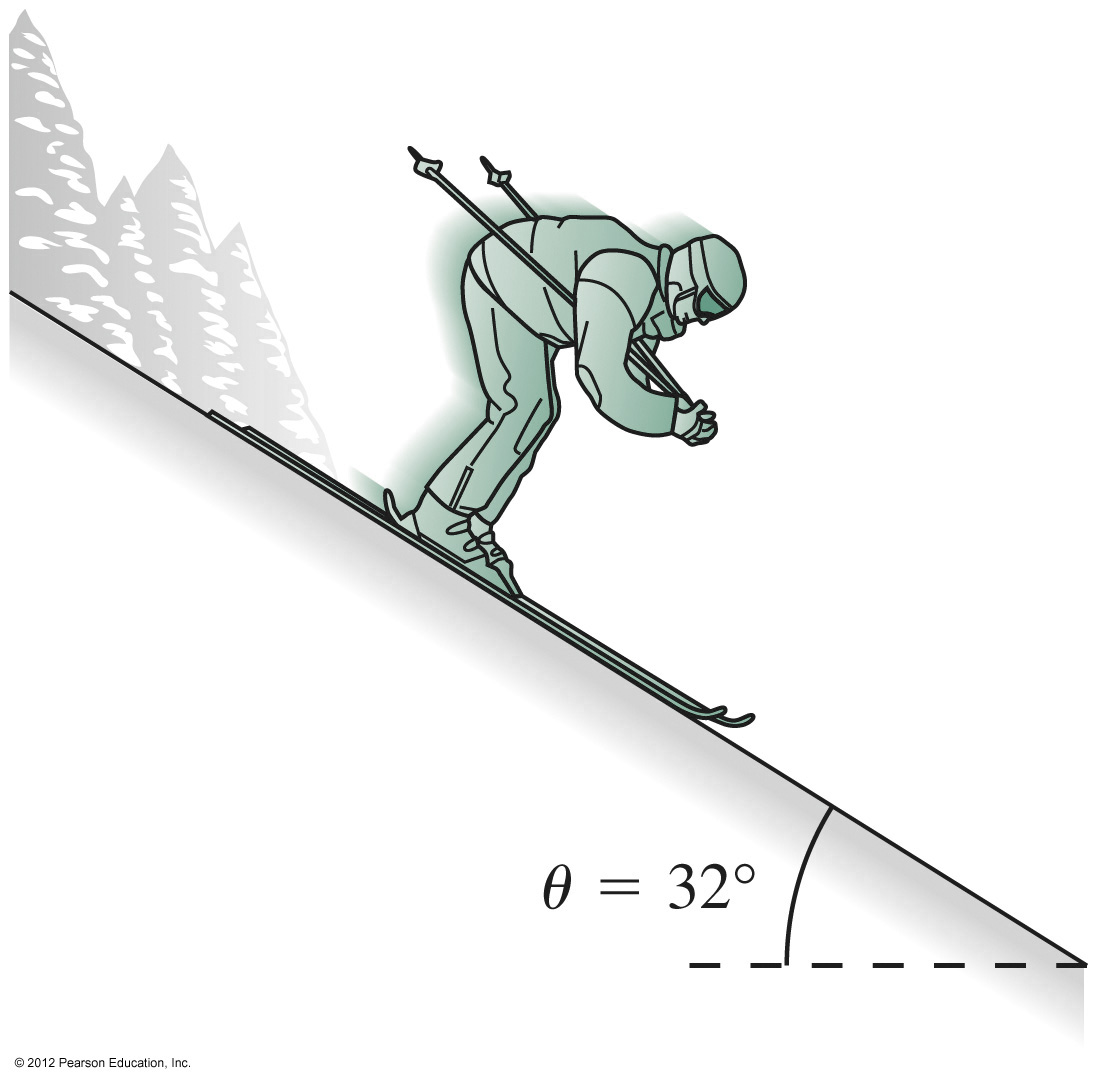 θ = 32°
© 2012 Pearson Education, Inc.